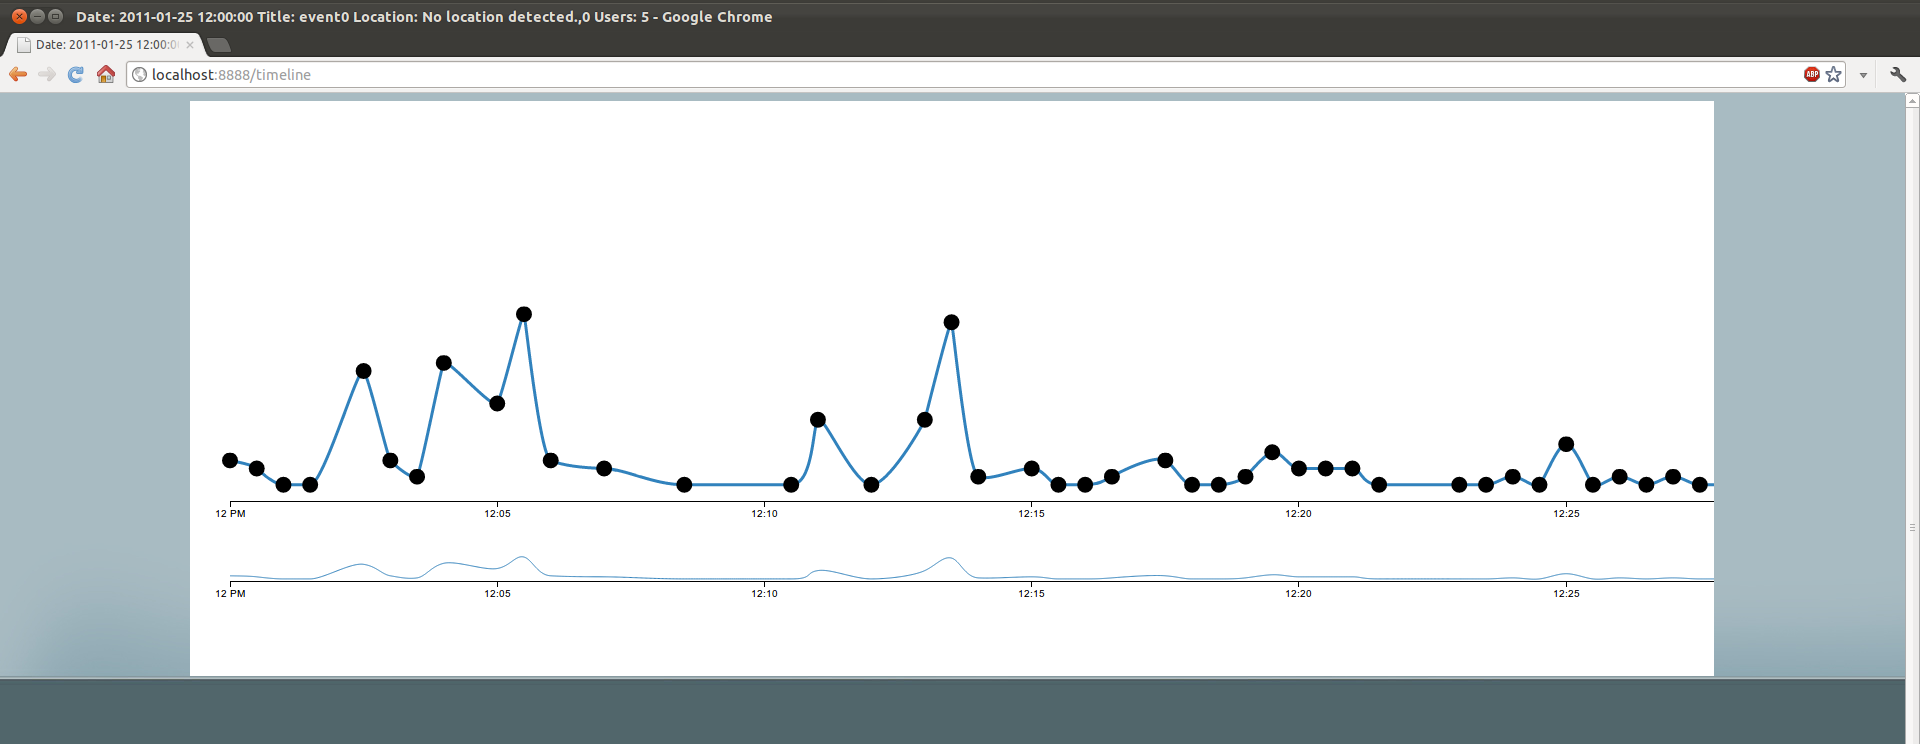 Date: 2011-01-25 12:00:00 Title: event0 Location: No location detected.,0 Users: 5 - Google Chrome
Date: 2011-01-25 12:00:0
localhost:8888/timeline
ABP
12 PM 12:05 12:10 12:15 12:20 12:25
12 PM 12:05 12:10 12:15 12:20 12:25